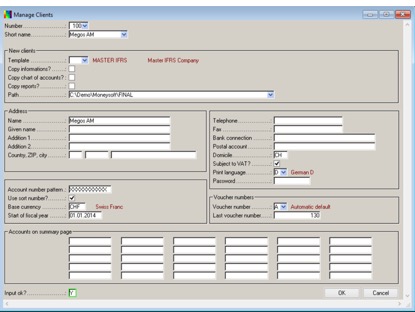 Manage Clients
Number: 100
Short name: Megos AM
New clients
Template: MASTER IFRS Master IFRS Company
Copy informations?:
Copy chart of accounts?:
Copy reports?:
Path: C:\Demo\Moneysoft\FINAL
Address
Name: Megos AM
Given name:
Addition 1:
Addition 2:
Country, ZIP, city:
Telephone:
Fax:
Bank connection:
Postal account:
Domicile: CH
Subject to VAT?:
Print language: D German D
Password:
Account number pattern: XXXXXXXXXXXX
Use sort number?:
Base currency: CHF Swiss Franc
Start of fiscal year: 01.01.2014
Voucher numbers
Voucher number: A Automatic default
Last voucher number: 130
Accounts on summary page
Input ok?: Y
OK Cancel